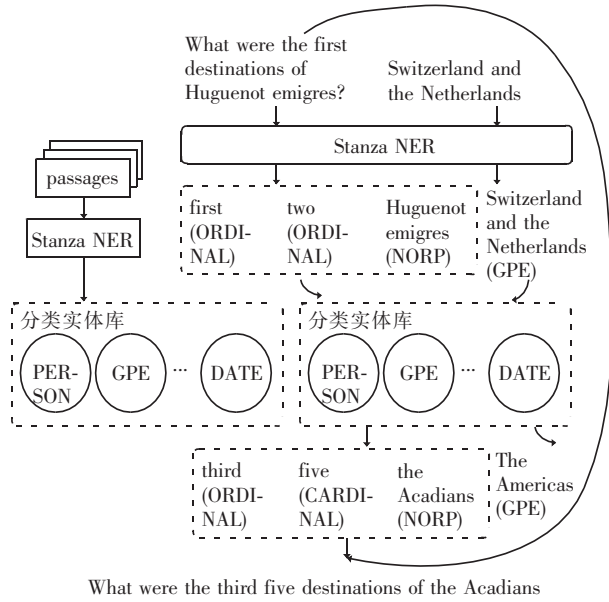 What were the first
destinations of
Huguenot emigres?
Switzerland and
the Netherlands
Stanza NER
passages
Stanza NER
first
(ORDI-
NAL)
two
(ORDI-
NAL)
Huguenot
emigres
(NORP)
Switzerland
and the
Netherlands
(GPE)
分类实体库
PER-
SON
GPE
...
DATE
分类实体库
PER-
SON
GPE
...
DATE
third
(ORDI-
NAL)
five
(CARDI-
NAL)
the
Acadians
(NORP)
The
Americas
(GPE)
What were the third five destinations of the Acadians